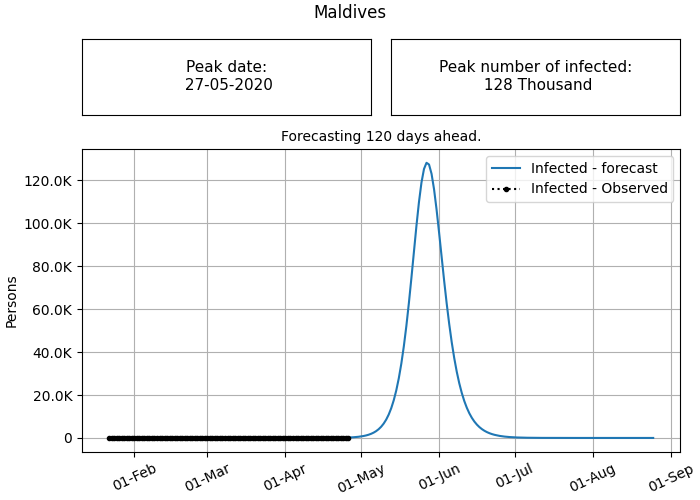 Maldives
Peak date:
27-05-2020
Peak number of infected:
128 Thousand
Forecasting 120 days ahead.
Infected - forecast
Infected - Observed
Persons
120.0K
100.0K
80.0K
60.0K
40.0K
20.0K
0
01-Feb
01-Mar
01-Apr
01-May
01-Jun
01-Jul
01-Aug
01-Sep